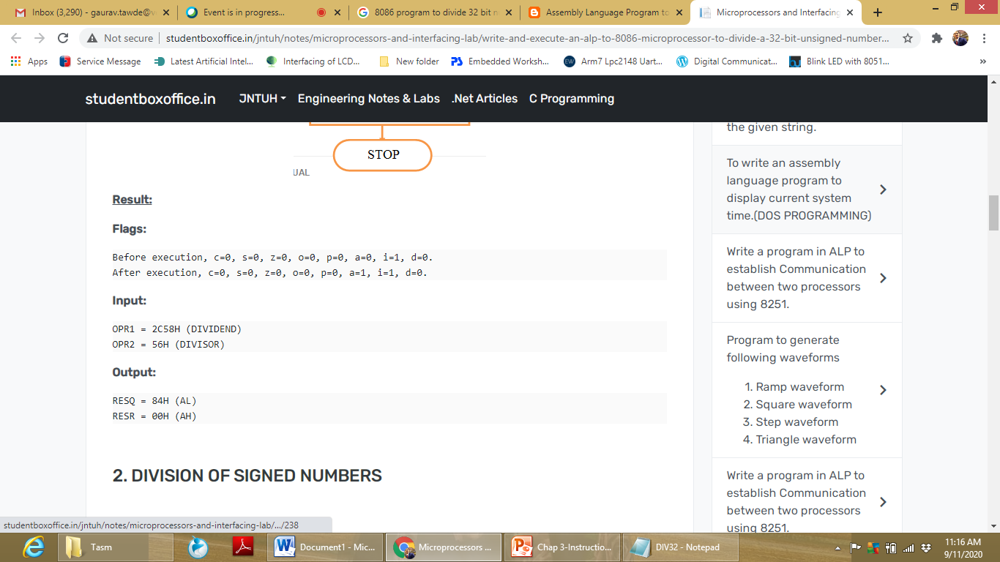 Inbox (3,290) - gaurav.tawde@v
Event is in progress...
8086 program to divide 32 bit n
Assembly Language Program to
Microprocessors and Interfacing
Not secure
studentboxoffice.in/jntuh/notes/microprocessors-and-interfacing-lab/write-and-execute-an-alp-to-8086-microprocessor-to-divide-a-32-bit-unsigned-number...
Apps
Service Message
Latest Artificial Intel...
Interfacing of LCD...
New folder
Embedded Worksh...
Arm7 Lpc2148 Uart...
Digital Communicat...
Blink LED with 8051...
»
studentboxoffice.in
JNTUH
Engineering Notes & Labs
.Net Articles
C Programming
STOP
UAL
Result:
Flags:
Before execution, c=0, s=0, z=0, o=0, p=0, a=0, i=1, d=0.
After execution, c=0, s=0, z=0, o=0, p=0, a=1, i=1, d=0.
Input:
OPR1 = 2C58H (DIVIDEND)
OPR2 = 56H (DIVISOR)
Output:
RESQ = 84H (AL)
RESR = 00H (AH)
2. DIVISION OF SIGNED NUMBERS
the given string.
To write an assembly
language program to
display current system
time.(DOS PROGRAMMING)
Write a program in ALP to
establish Communication
between two processors
using 8251.
Program to generate
following waveforms
1. Ramp waveform
2. Square waveform
3. Step waveform
4. Triangle waveform
Write a program in ALP to
establish Communication
between two processors
using 8251.
studentboxoffice.in/jntuh/notes/microprocessors-and-interfacing-lab/.../238
Tasm
Document1 - Mic...
Microprocessors ...
Chap 3-Instructio...
DIV32 - Notepad
11:16 AM
9/11/2020